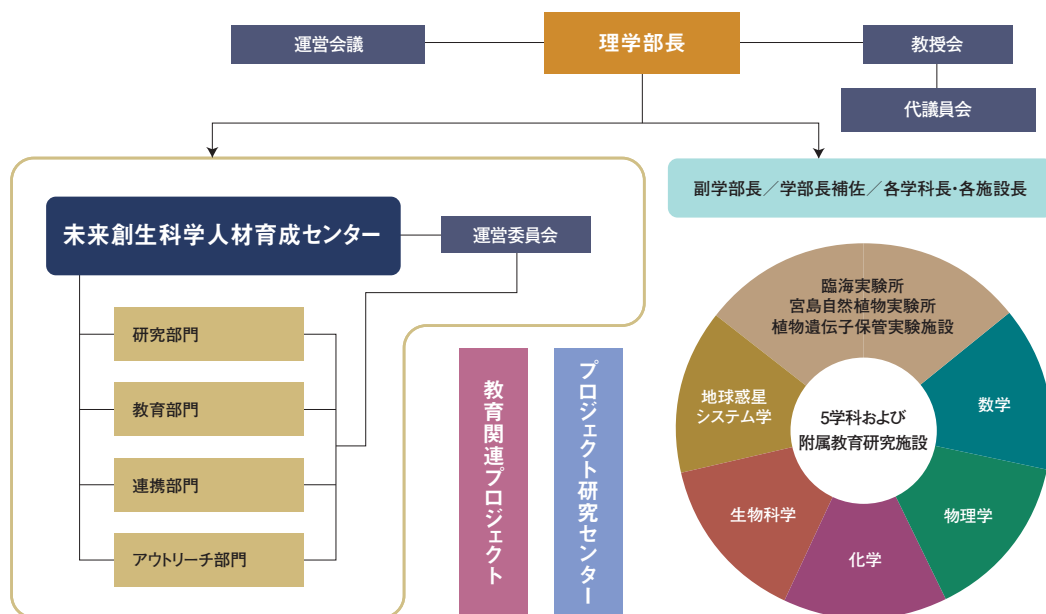 運営会議
理学部長
教授会
代議員会
副学部長／学部長補佐／各学科長・各施設長
未来創生科学人材育成センター
運営委員会
研究部門
教育部門
連携部門
アウトリーチ部門
教育関連プロジェクト
プロジェクト研究センター
臨海実験所
宮島自然植物実験所
植物遺伝子保管実験施設
地球惑星
システム学
数学
5学科および
附属教育研究施設
生物科学
物理学
化学